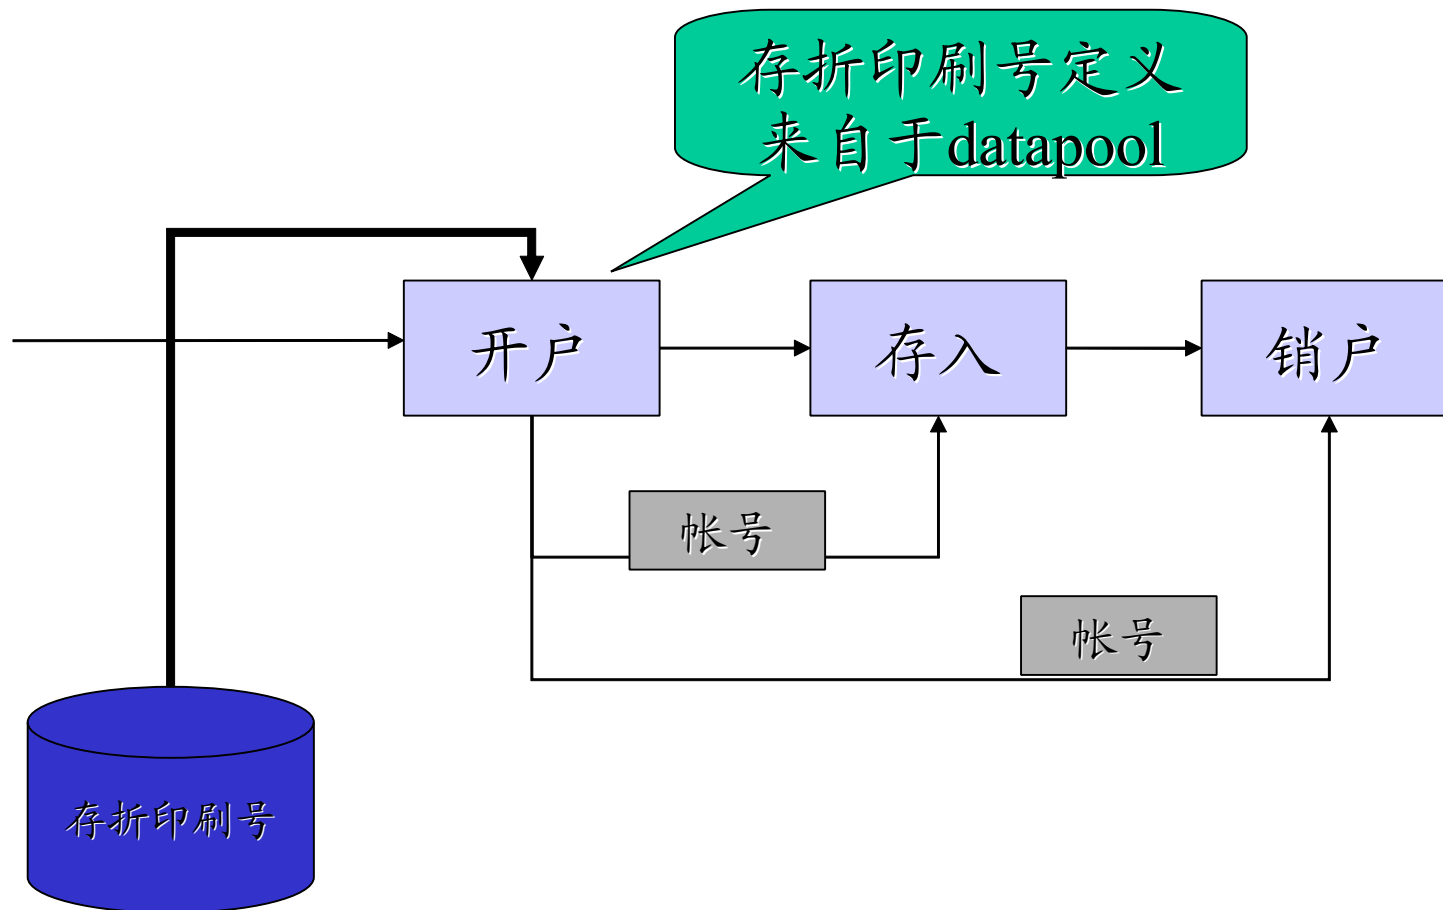 存折印刷号定义
来自于datapool
开户
存入
销户
帐号
帐号
存折印刷号